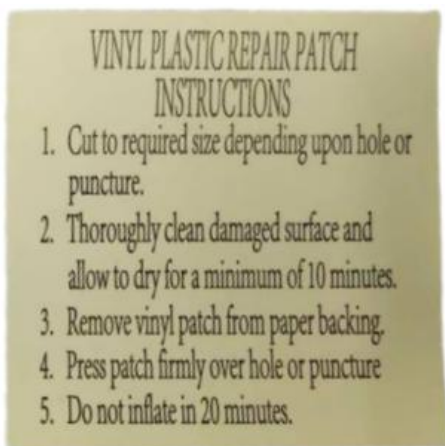 VINYL PLASTIC REPAIR PATCH
INSTRUCTIONS
1. Cut to required size depending upon hole or
puncture.
2. Thoroughly clean damaged surface and
allow to dry for a minimum of 10 minutes.
3. Remove vinyl patch from paper backing.
4. Press patch firmly over hole or puncture
5. Do not inflate in 20 minutes.